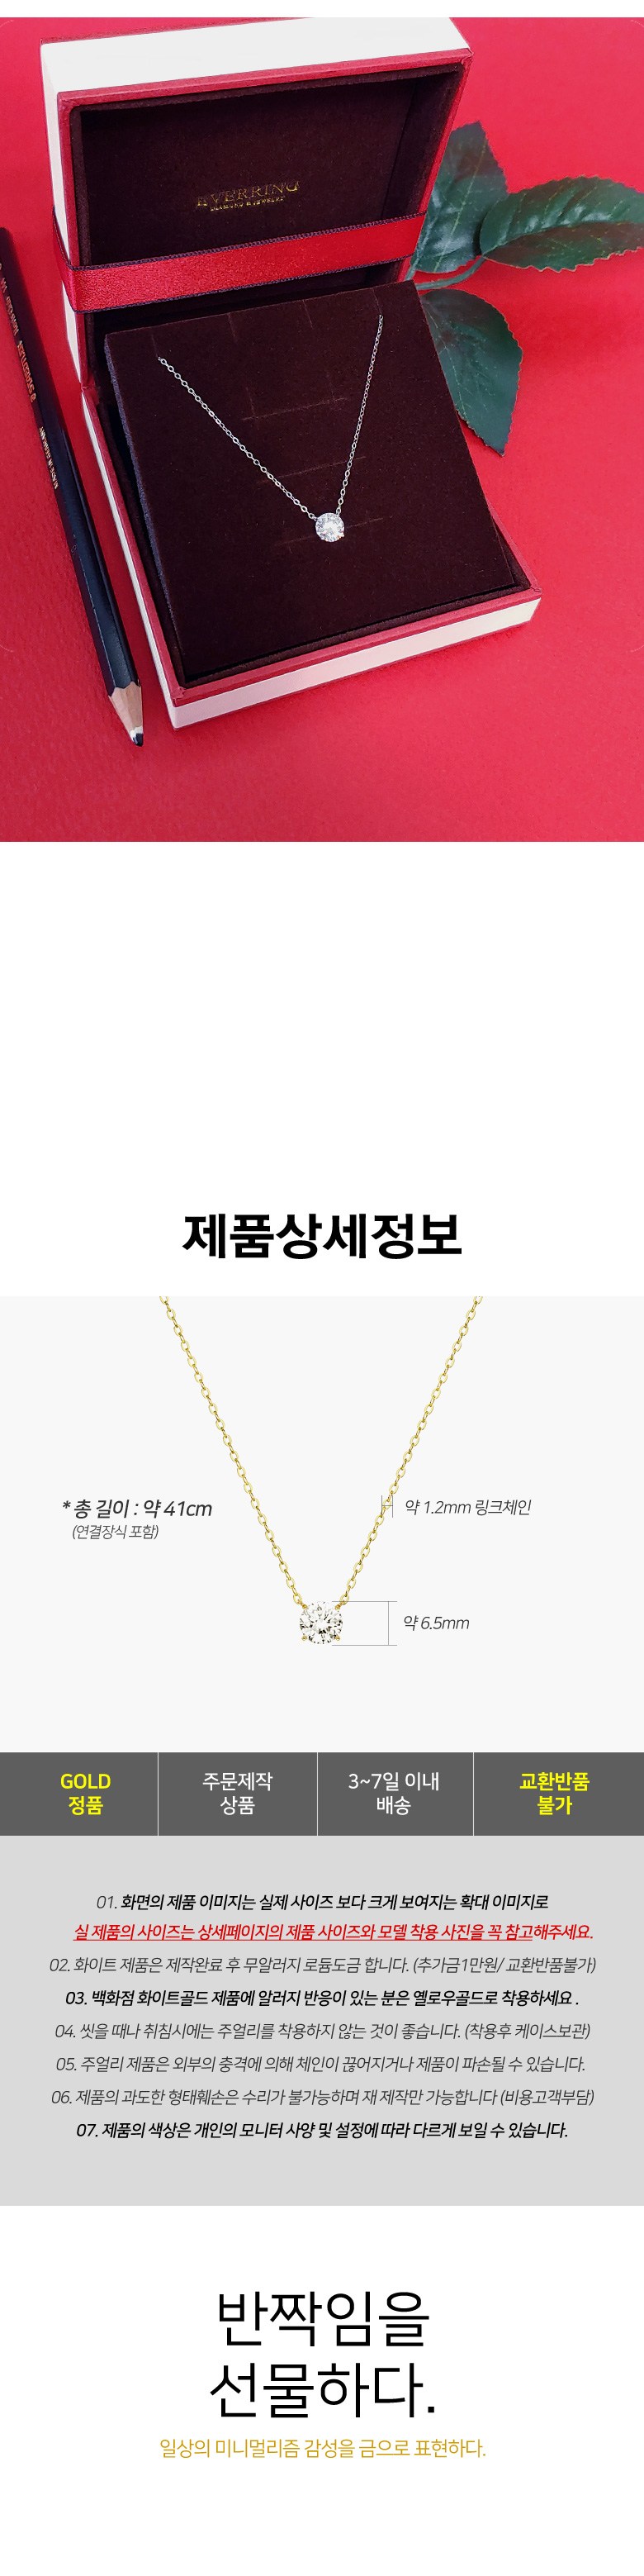 EVERRING
DIAMOND & JEWELRY
제품상세정보
* 총 길이 : 약 41cm
(연결장식 포함)
약 1.2mm 링크체인
약 6.5mm
GOLD
정품
주문제작
상품
3~7일 이내
배송
교환반품
불가
01. 화면의 제품 이미지는 실제 사이즈 보다 크게 보여지는 확대 이미지로
실 제품의 사이즈는 상세페이지의 제품 사이즈와 모델 착용 사진을 꼭 참고해주세요.
02. 화이트 제품은 제작완료 후 무알러지 로듐도금 합니다. (추가금1만원/ 교환반품불가)
03. 백화점 화이트골드 제품에 알러지 반응이 있는 분은 옐로우골드로 착용하세요 .
04. 씻을 때나 취침시에는 주얼리를 착용하지 않는 것이 좋습니다. (착용후 케이스보관)
05. 주얼리 제품은 외부의 충격에 의해 체인이 끊어지거나 제품이 파손될 수 있습니다.
06. 제품의 과도한 형태훼손은 수리가 불가능하며 재 제작만 가능합니다 (비용고객부담)
07. 제품의 색상은 개인의 모니터 사양 및 설정에 따라 다르게 보일 수 있습니다.
반짝임을
선물하다.
일상의 미니멀리즘 감성을 금으로 표현하다.